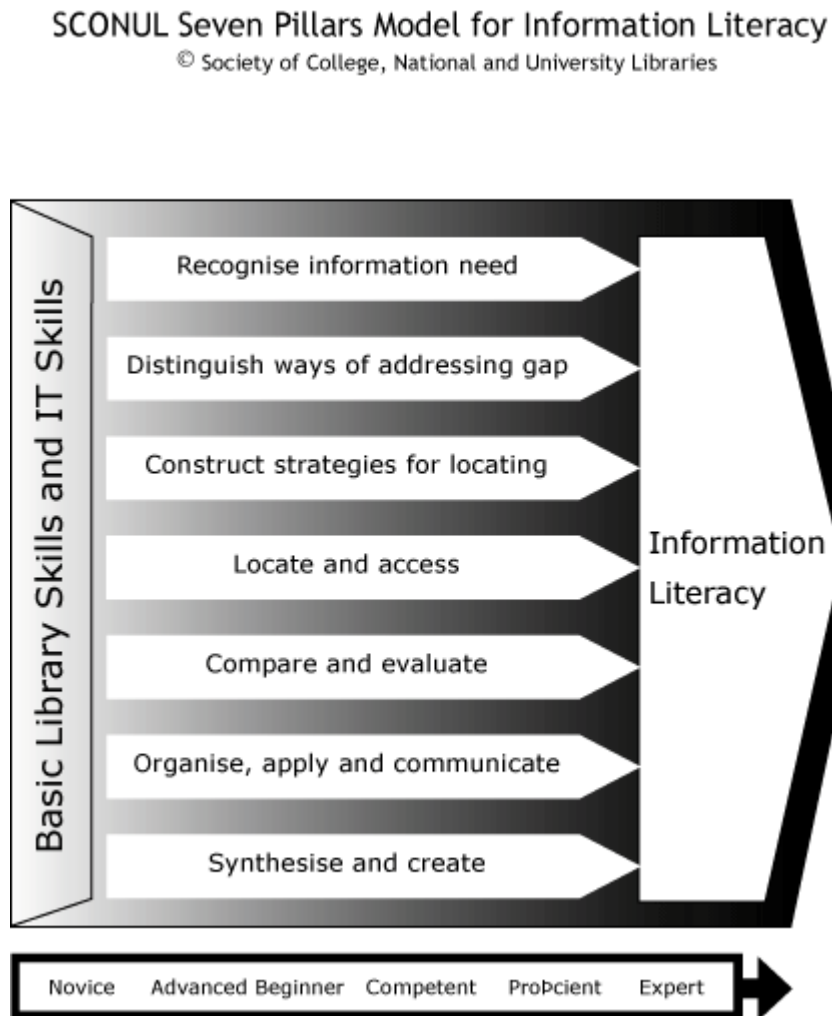 SCONUL Seven Pillars Model for Information Literacy
© Society of College, National and University Libraries
Basic Library Skills and IT Skills
Recognise information need
Distinguish ways of addressing gap
Construct strategies for locating
Locate and access
Compare and evaluate
Organise, apply and communicate
Synthesise and create
Information
Literacy
Novice Advanced Beginner Competent ProÞcient Expert